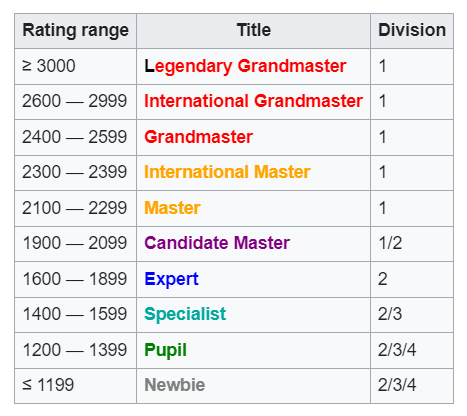 Rating range Title Division
≥ 3000 Legendary Grandmaster 1
2600 — 2999 International Grandmaster 1
2400 — 2599 Grandmaster 1
2300 — 2399 International Master 1
2100 — 2299 Master 1
1900 — 2099 Candidate Master 1/2
1600 — 1899 Expert 2
1400 — 1599 Specialist 2/3
1200 — 1399 Pupil 2/3/4
≤ 1199 Newbie 2/3/4